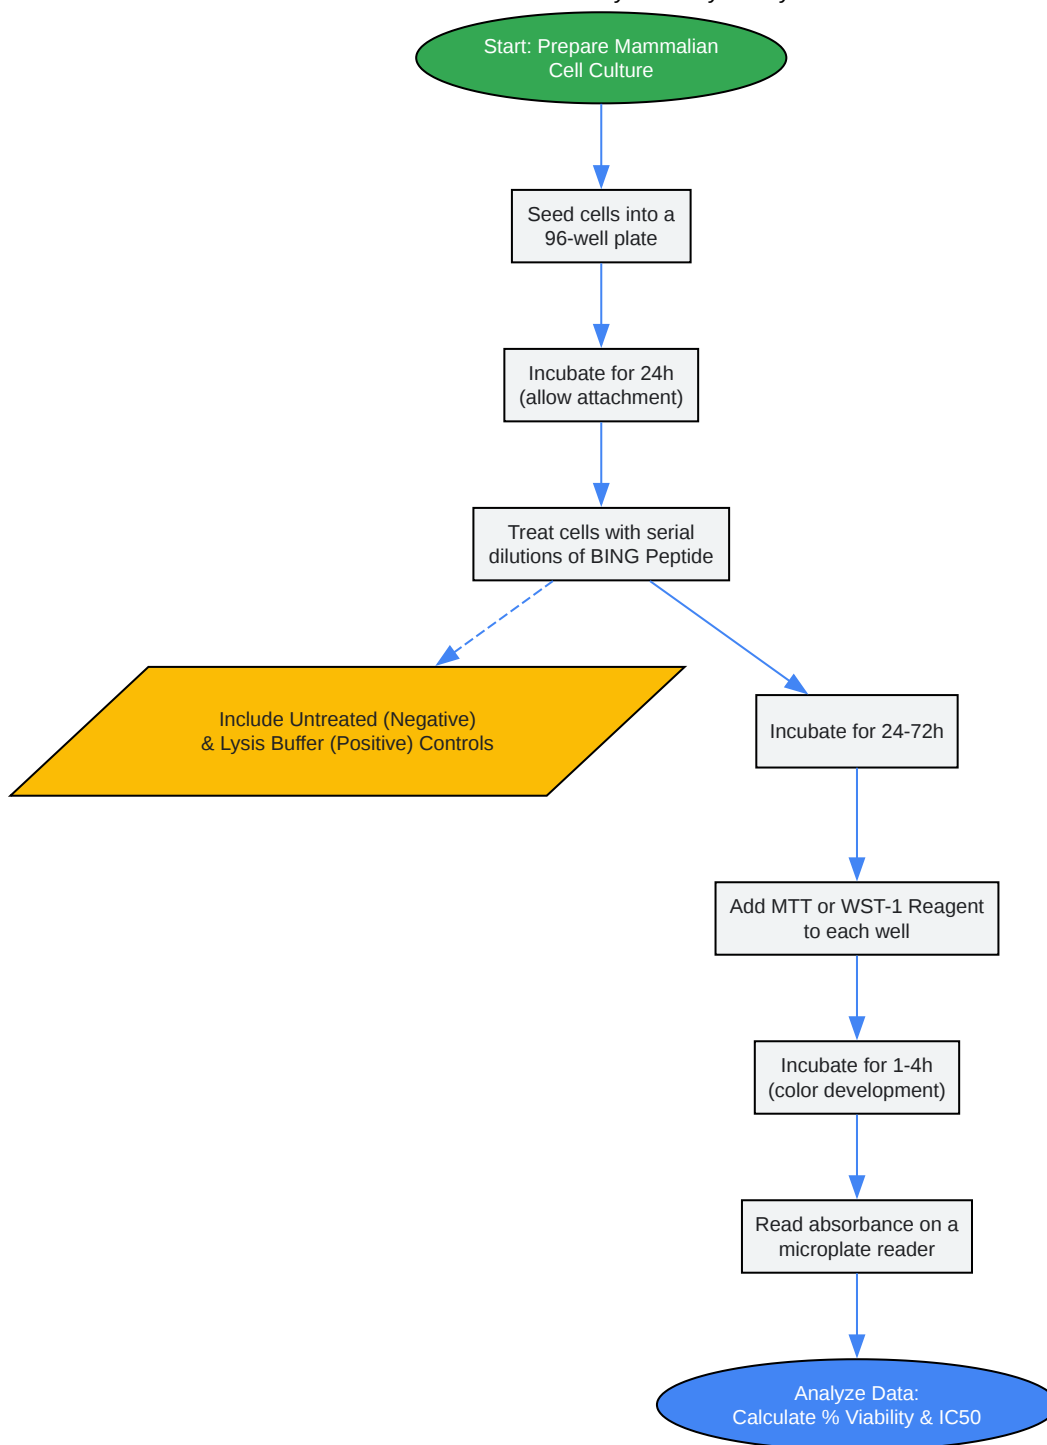 Start: Prepare Mammalian
Cell Culture
Seed cells into a
96-well plate
Incubate for 24h
(allow attachment)
Treat cells with serial
dilutions of BING Peptide
Include Untreated (Negative)
& Lysis Buffer (Positive) Controls
Incubate for 24-72h
Add MTT or WST-1 Reagent
to each well
Incubate for 1-4h
(color development)
Read absorbance on a
microplate reader
Analyze Data:
Calculate % Viability & IC50